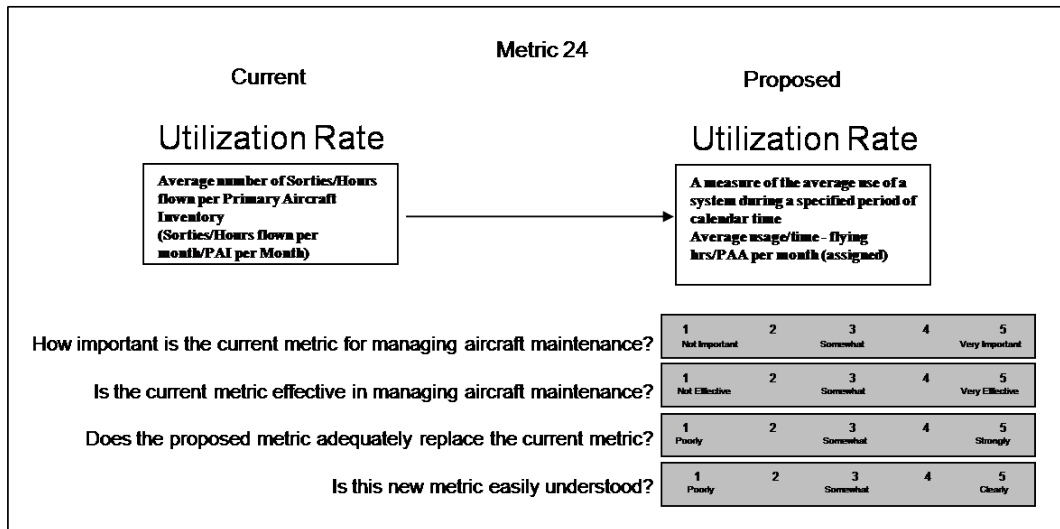 Metric 24
Current
Proposed
Utilization Rate
Utilization Rate
Average number of Sorties/Hours
flown per Primary Aircraft
Inventory
(Sorties/Hours flown per
month/PAI per Month)
A measure of the average use of a
system during a specified period of
calendar time
Average usage/time - flying
hrs/PAA per month (assigned)
How important is the current metric for managing aircraft maintenance?
1 2 3 4 5
Not Important Somewhat Very Important
Is the current metric effective in managing aircraft maintenance?
1 2 3 4 5
Not Effective Somewhat Very Effective
Does the proposed metric adequately replace the current metric?
1 2 3 4 5
Poorly Somewhat Strongly
Is this new metric easily understood?
1 2 3 4 5
Poorly Somewhat Clearly